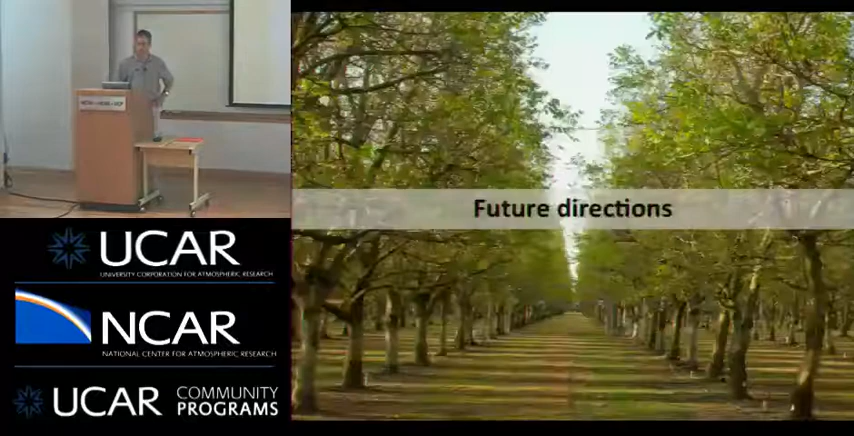 Future directions
UCAR
UNIVERSITY CORPORATION FOR ATMOSPHERIC RESEARCH
NCAR
NATIONAL CENTER FOR ATMOSPHERIC RESEARCH
UCAR COMMUNITY
PROGRAMS